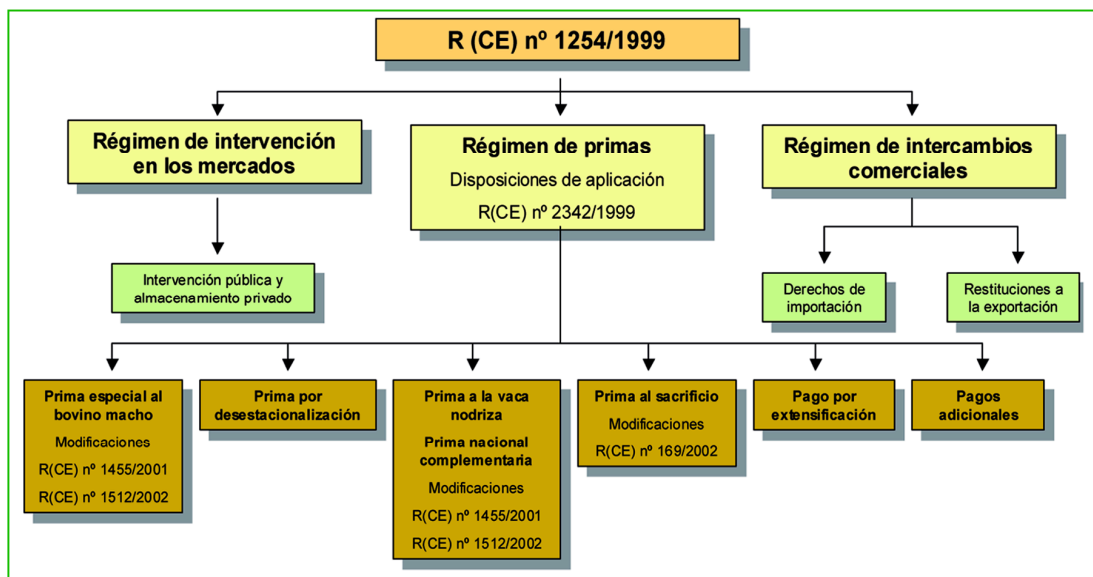 R (CE) nº 1254/1999
Régimen de intervención
en los mercados
Régimen de primas
Disposiciones de aplicación
R(CE) nº 2342/1999
Régimen de intercambios
comerciales
Intervención pública y
almacenamiento privado
Derechos de
importación
Restituciones a
la exportación
Prima especial al
bovino macho
Modificaciones
R(CE) nº 1455/2001
R(CE) nº 1512/2002
Prima por
desestacionalización
Prima a la vaca
nodriza
Prima nacional
complementaria
Modificaciones
R(CE) nº 1455/2001
R(CE) nº 1512/2002
Prima al sacrificio
Modificaciones
R(CE) nº 169/2002
Pago por
extensificación
Pagos
adicionales